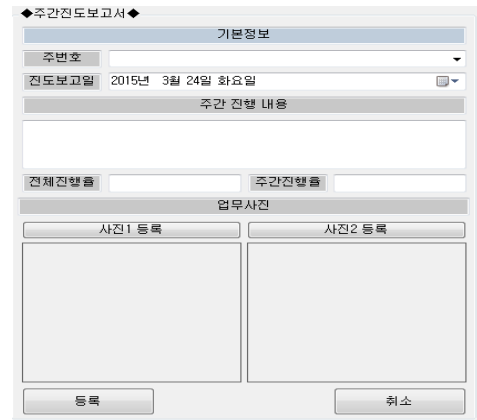 ◆주간진도보고서◆
기본정보
주번호
진도보고일 2015년 3월 24일 화요일
주간 진행 내용
전체진행율 주간진행율
업무사진
사진1 등록 사진2 등록
등록 취소